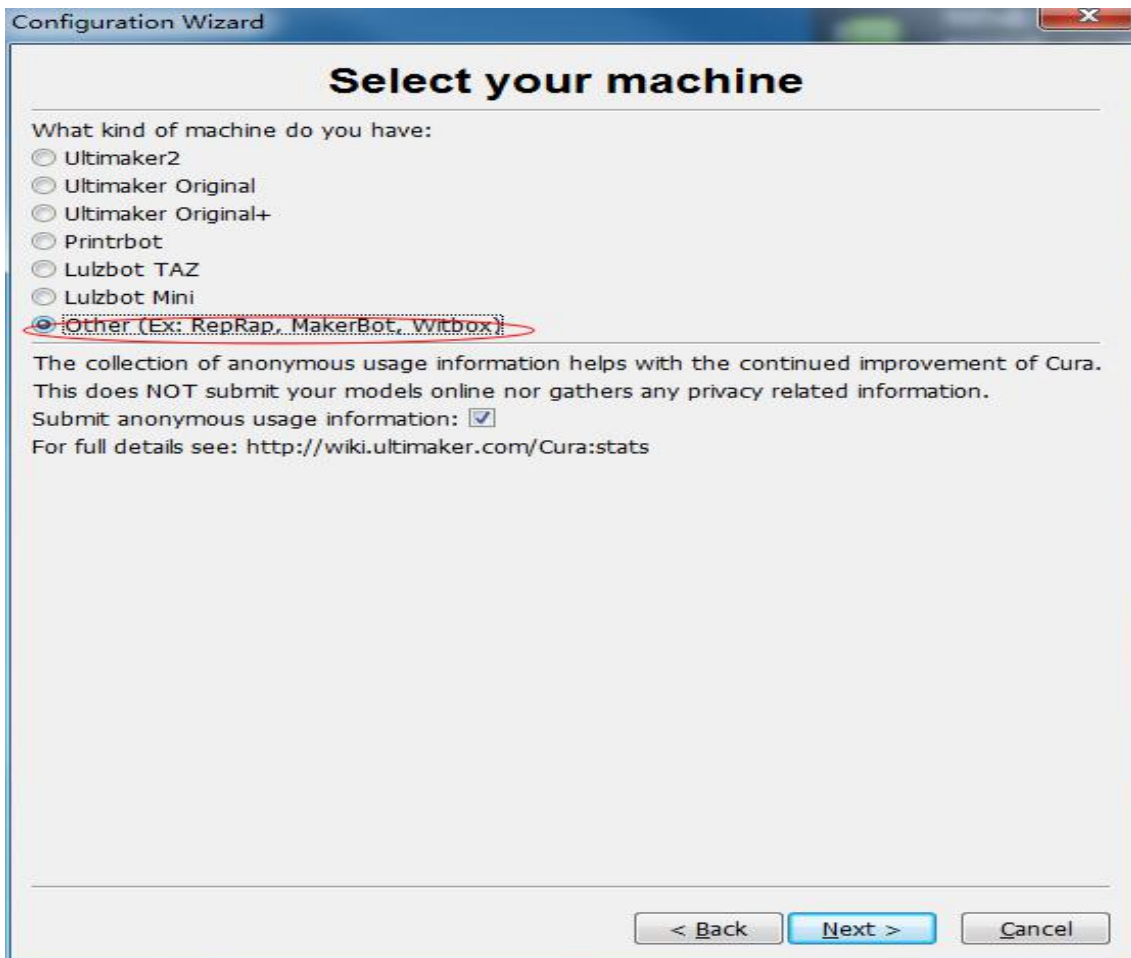 Configuration Wizard
Select your machine
What kind of machine do you have:
Ultimaker2
Ultimaker Original
Ultimaker Original+
Printrbot
Lulzbot TAZ
Lulzbot Mini
Other (Ex: RepRap, MakerBot, Witbox)
The collection of anonymous usage information helps with the continued improvement of Cura.
This does NOT submit your models online nor gathers any privacy related information.
Submit anonymous usage information:
For full details see: http://wiki.ultimaker.com/Cura:stats
< Back Next > Cancel